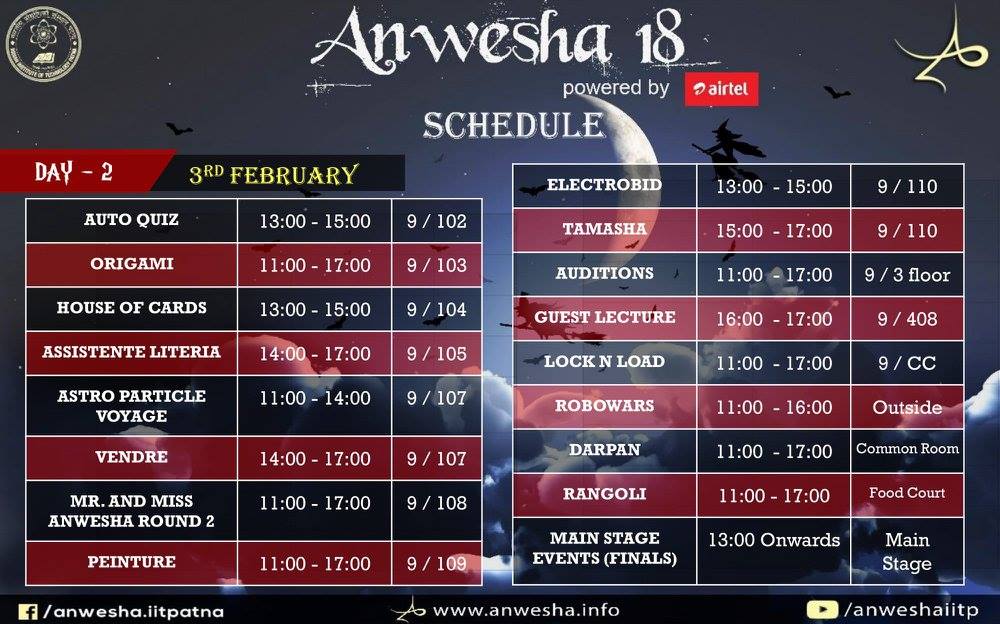 Anwesha 18
powered by airtel
SCHEDULE
DAY - 2 3RD FEBRUARY
AUTO QUIZ 13:00 - 15:00 9 / 102
ORIGAMI 11:00 - 17:00 9 / 103
HOUSE OF CARDS 13:00 - 15:00 9 / 104
ASSISTENTE LITERIA 14:00 - 17:00 9 / 105
ASTRO PARTICLE 11:00 - 14:00 9 / 107
VOYAGE
VENDRE 14:00 - 17:00 9 / 107
MR. AND MISS 11:00 - 17:00 9 / 108
ANWESHA ROUND 2
PEINTURE 11:00 - 17:00 9 / 109
ELECTROBID 13:00 - 15:00 9 / 110
TAMASHA 15:00 - 17:00 9 / 110
AUDITIONS 11:00 - 17:00 9 / 3 floor
GUEST LECTURE 16:00 - 17:00 9 / 408
LOCK N LOAD 11:00 - 17:00 9 / CC
ROBOWARS 11:00 - 16:00 Outside
DARPAN 11:00 - 17:00 Common Room
RANGOLI 11:00 - 17:00 Food Court
MAIN STAGE 13:00 Onwards Main
EVENTS (FINALS) Stage
/anwesha.iitpatna www.anwesha.info /anweshaiitp